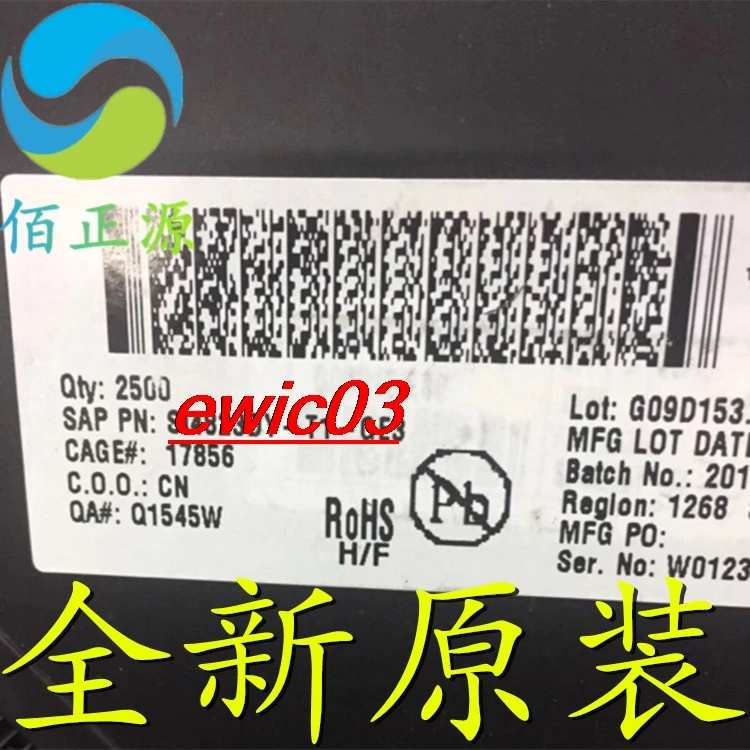 佰正源
Qty: 2500
SAP PN:
ewic03
CAGE#: 17856
C.O.O.: CN
QA#: Q1545W
RoHS
H/F
Pb
Lot: G09D153
MFG LOT DATE
Batch No.: 201
Region: 1268
MFG PO:
Ser. No: W0123
全新原装